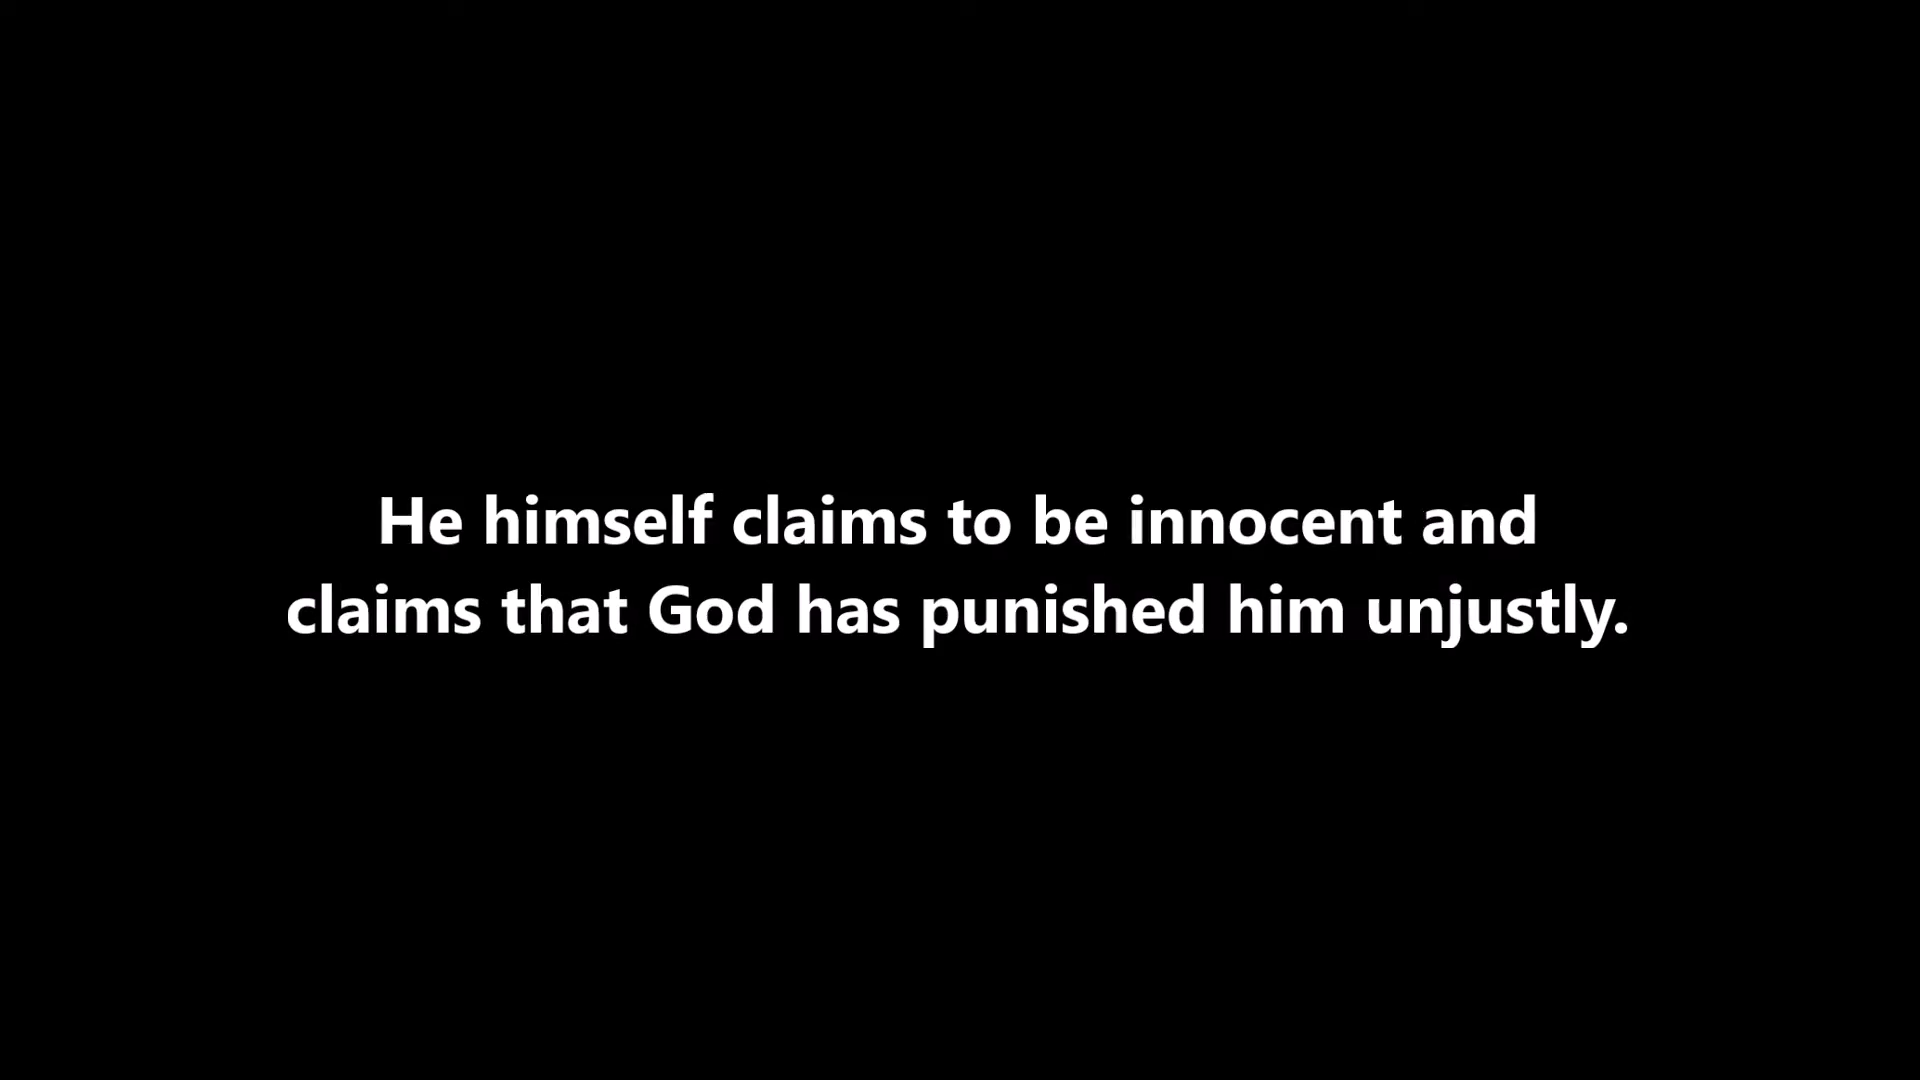 He himself claims to be innocent and
claims that God has punished him unjustly.